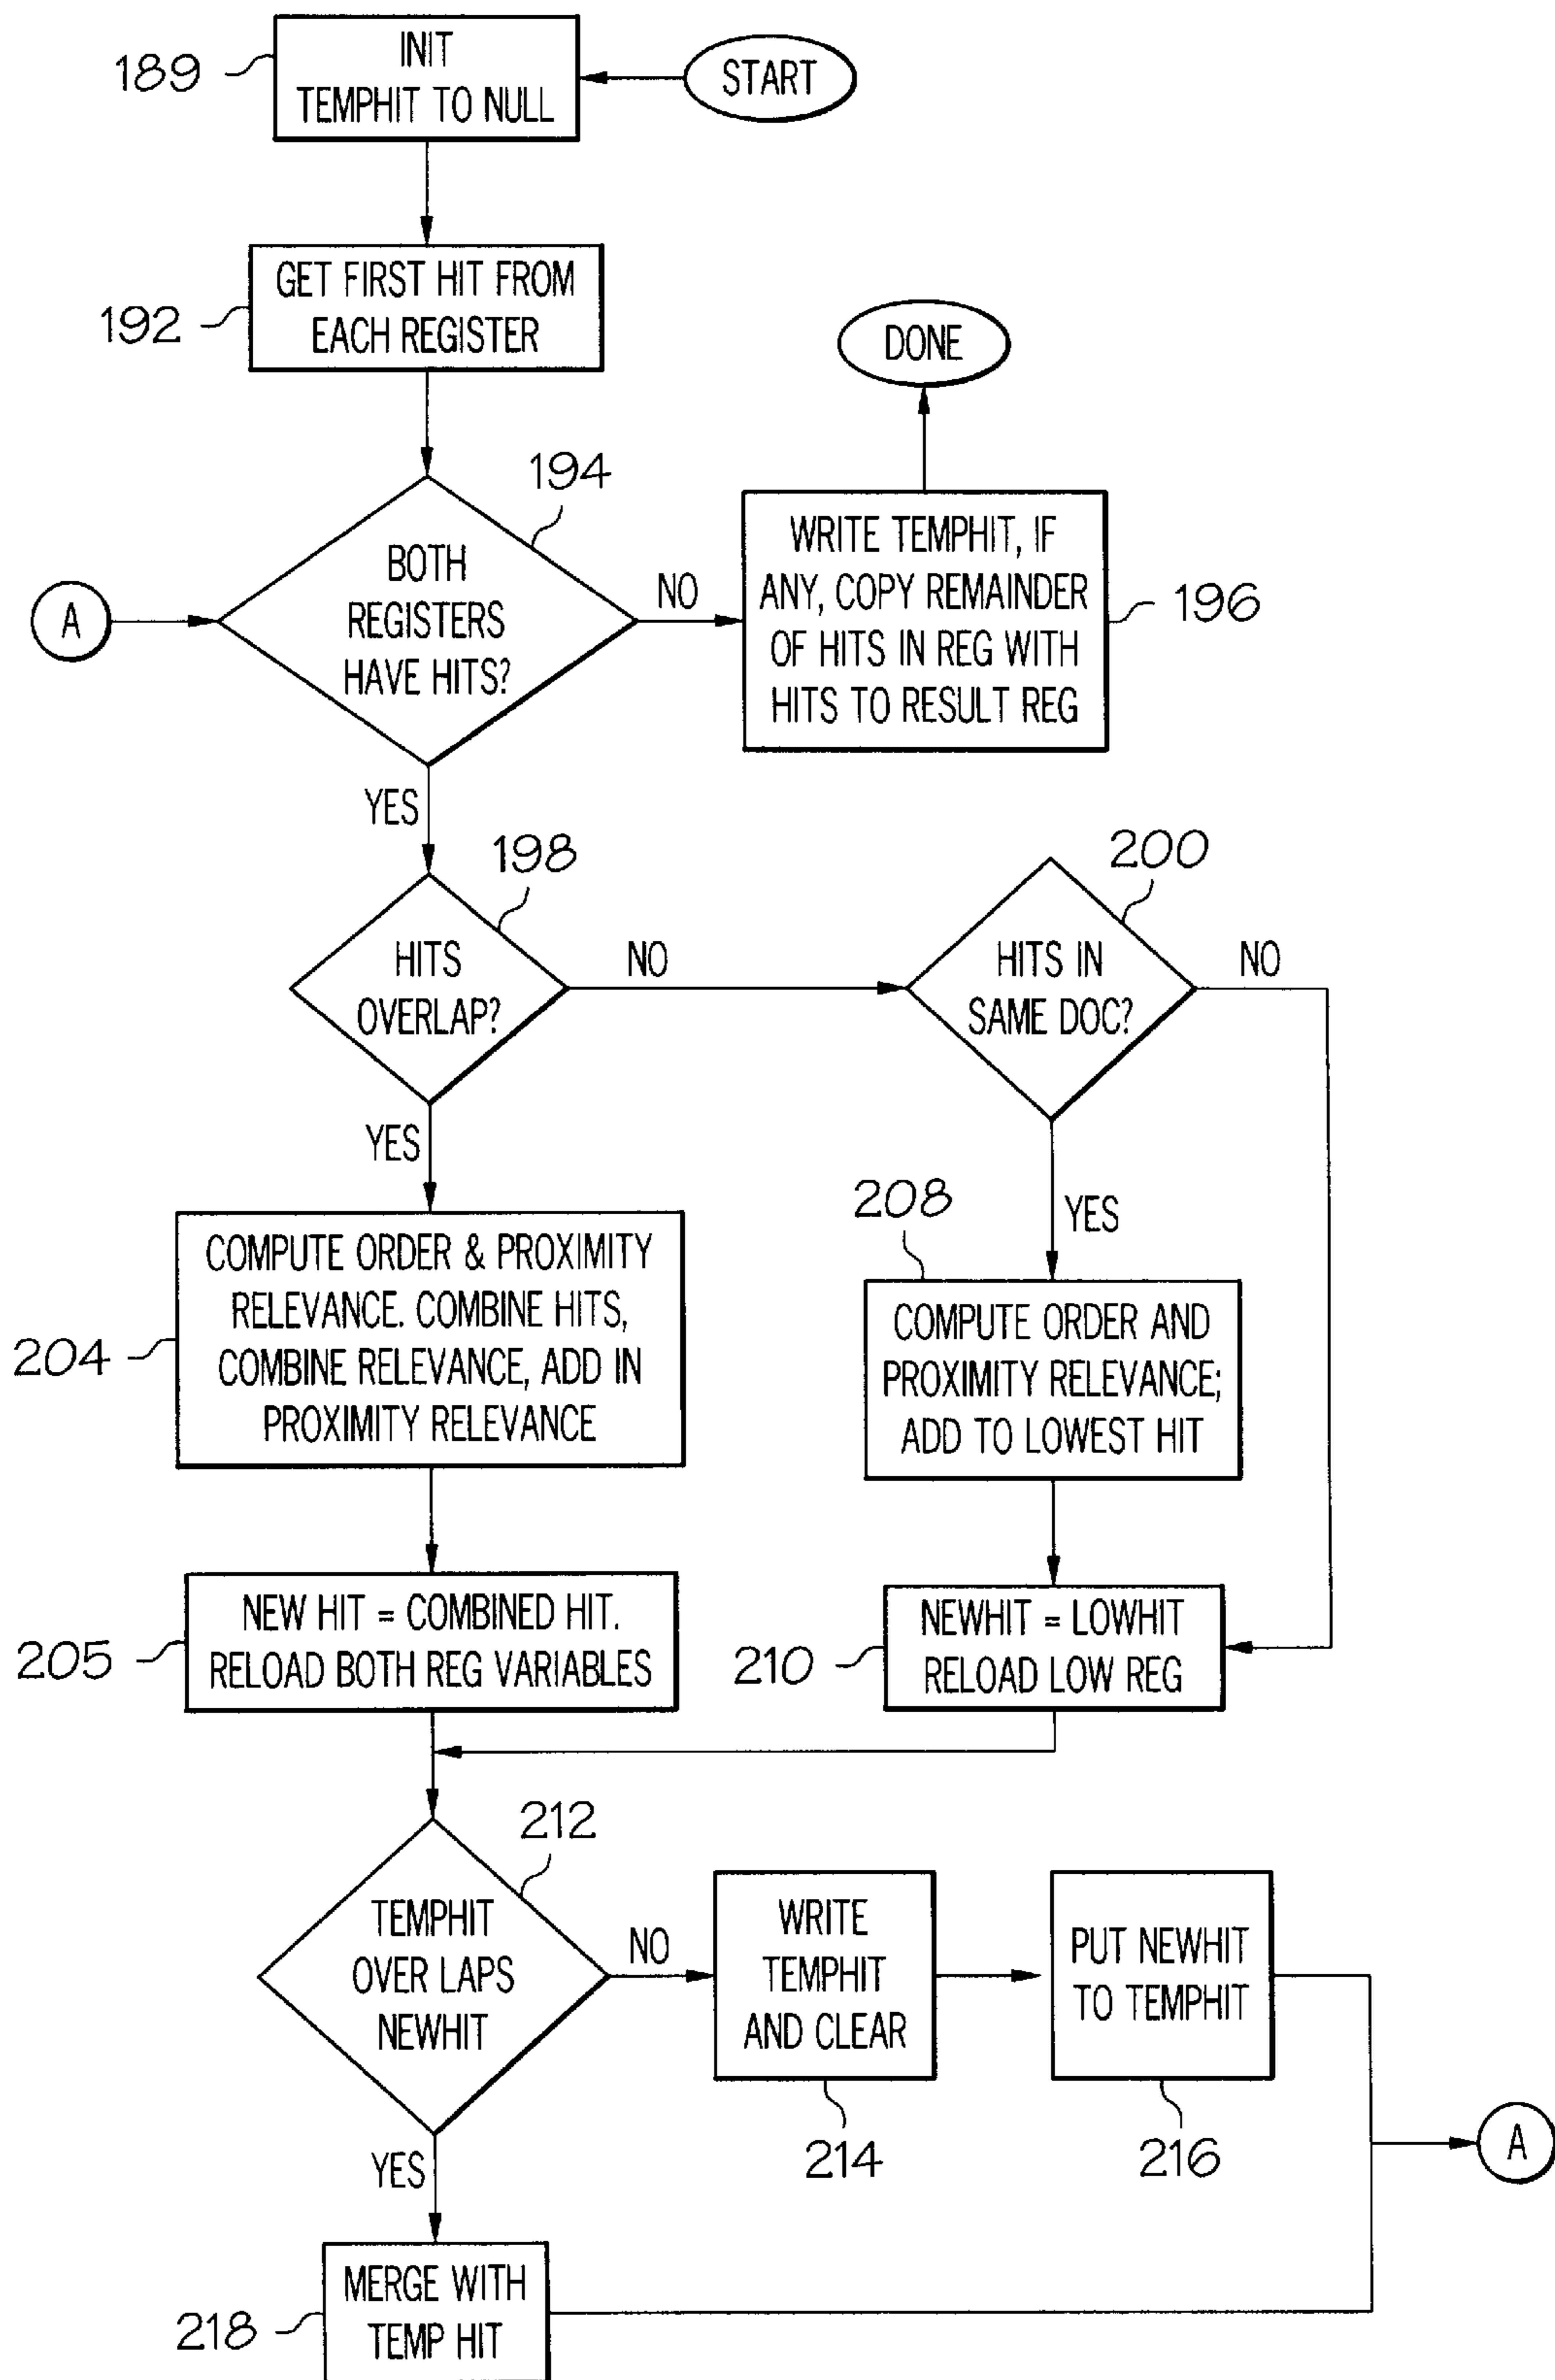 189
INIT
TEMPHIT TO NULL
START
192
GET FIRST HIT FROM
EACH REGISTER
DONE
A
194
BOTH
REGISTERS
HAVE HITS?
NO
WRITE TEMPHIT, IF
ANY, COPY REMAINDER
OF HITS IN REG WITH
HITS TO RESULT REG
196
YES
198
HITS
OVERLAP?
NO
200
HITS IN
SAME DOC?
NO
YES
204
COMPUTE ORDER & PROXIMITY
RELEVANCE. COMBINE HITS,
COMBINE RELEVANCE, ADD IN
PROXIMITY RELEVANCE
YES
208
COMPUTE ORDER AND
PROXIMITY RELEVANCE;
ADD TO LOWEST HIT
205
NEW HIT = COMBINED HIT.
RELOAD BOTH REG VARIABLES
210
NEWHIT = LOWHIT
RELOAD LOW REG
212
TEMPHIT
OVER LAPS
NEWHIT
NO
WRITE
TEMPHIT
AND CLEAR
214
PUT NEWHIT
TO TEMPHIT
216
A
YES
218
MERGE WITH
TEMP HIT